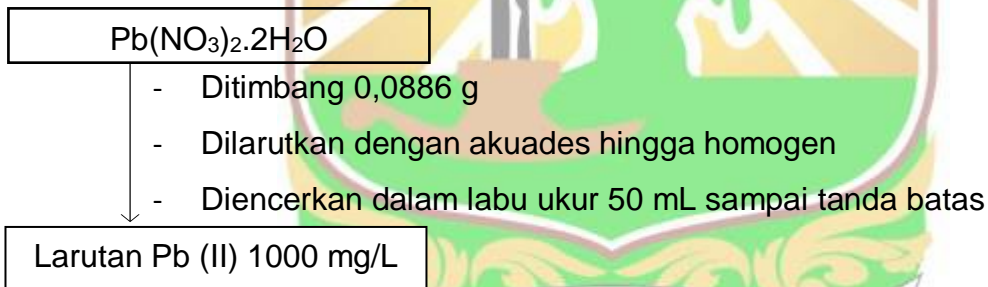 Pb(NO₃)₂.2H₂O
- Ditimbang 0,0886 g
- Dilarutkan dengan akuades hingga homogen
- Diencerkan dalam labu ukur 50 mL sampai tanda batas
Larutan Pb (II) 1000 mg/L